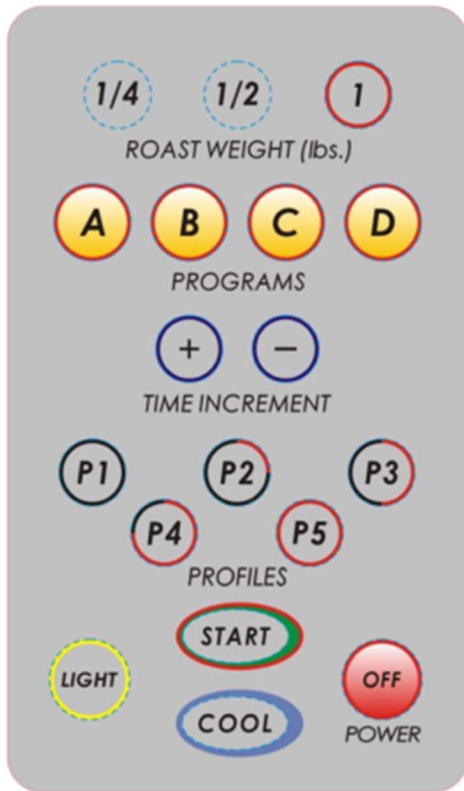 1/4 1/2 1
ROAST WEIGHT (lbs.)
A B C D
PROGRAMS
+ −
TIME INCREMENT
P1 P2 P3
P4 P5
PROFILES
START
LIGHT OFF
COOL
POWER